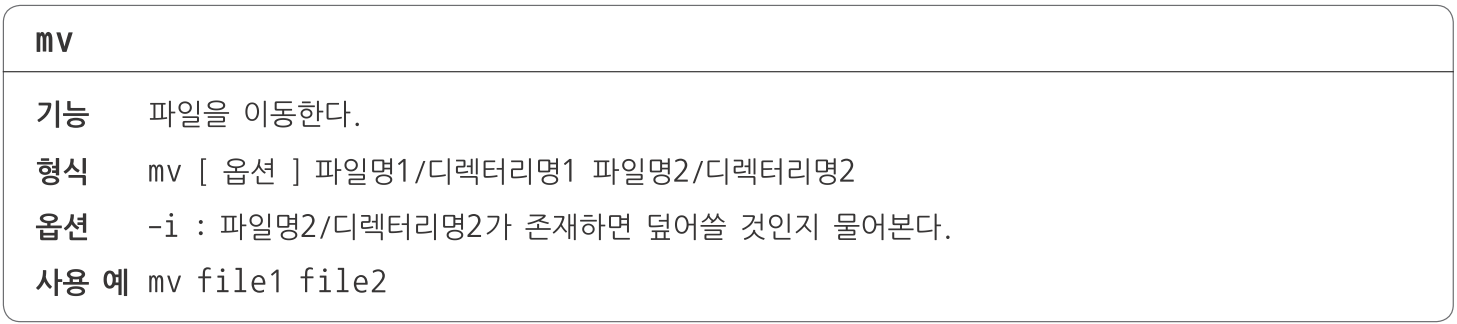 mv
기능 파일을 이동한다.
형식 mv [ 옵션 ] 파일명1/디렉터리명1 파일명2/디렉터리명2
옵션 -i : 파일명2/디렉터리명2가 존재하면 덮어쓸 것인지 물어본다.
사용 예 mv file1 file2